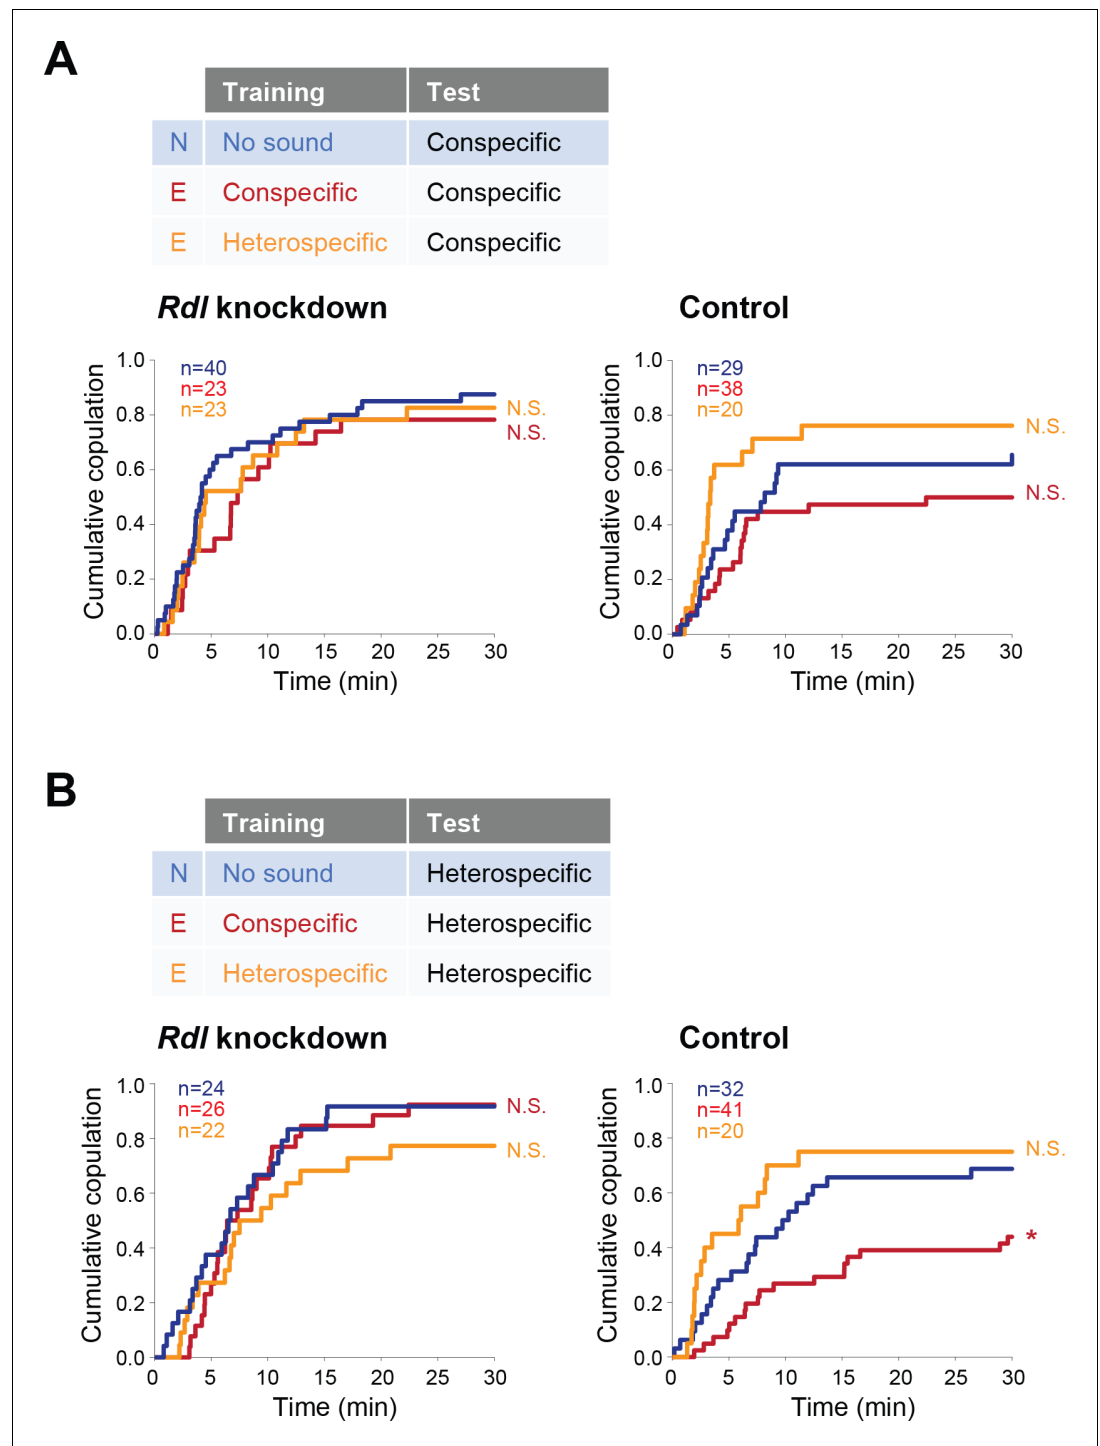 A
Training Test
N No sound Conspecific
E Conspecific Conspecific
E Heterospecific Conspecific
Rdl knockdown
Cumulative copulation
1.0
0.8
0.6
0.4
0.2
0.0
n=40
n=23
n=23
N.S.
N.S.
0 5 10 15 20 25 30
Time (min)
Control
Cumulative copulation
1.0
0.8
0.6
0.4
0.2
0.0
n=29
n=38
n=20
N.S.
N.S.
0 5 10 15 20 25 30
Time (min)
B
Training Test
N No sound Heterospecific
E Conspecific Heterospecific
E Heterospecific Heterospecific
Rdl knockdown
Cumulative copulation
1.0
0.8
0.6
0.4
0.2
0.0
n=24
n=26
n=22
N.S.
N.S.
0 5 10 15 20 25 30
Time (min)
Control
Cumulative copulation
1.0
0.8
0.6
0.4
0.2
0.0
n=32
n=41
n=20
N.S.
*
0 5 10 15 20 25 30
Time (min)